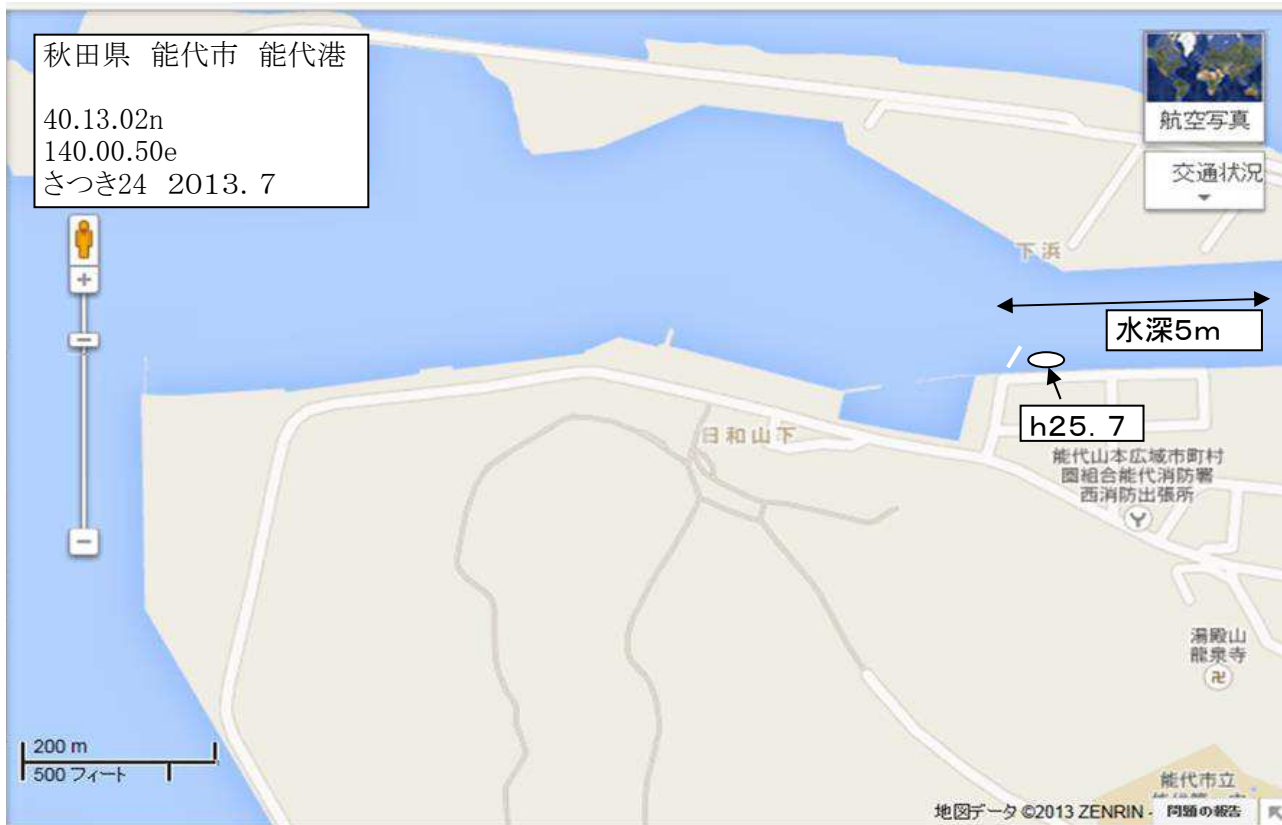 秋田県 能代市 能代港
40.13.02n
140.00.50e
さつき24 2013.7
航空写真
交通状況
下浜
水深5m
h25.7
日和山下
能代山本広域市町村
圏組合能代消防署
西消防出張所
湯殿山
龍泉寺
200 m
500 フィート
能代市立
地図データ ©2013 ZENRIN -
問題の報告